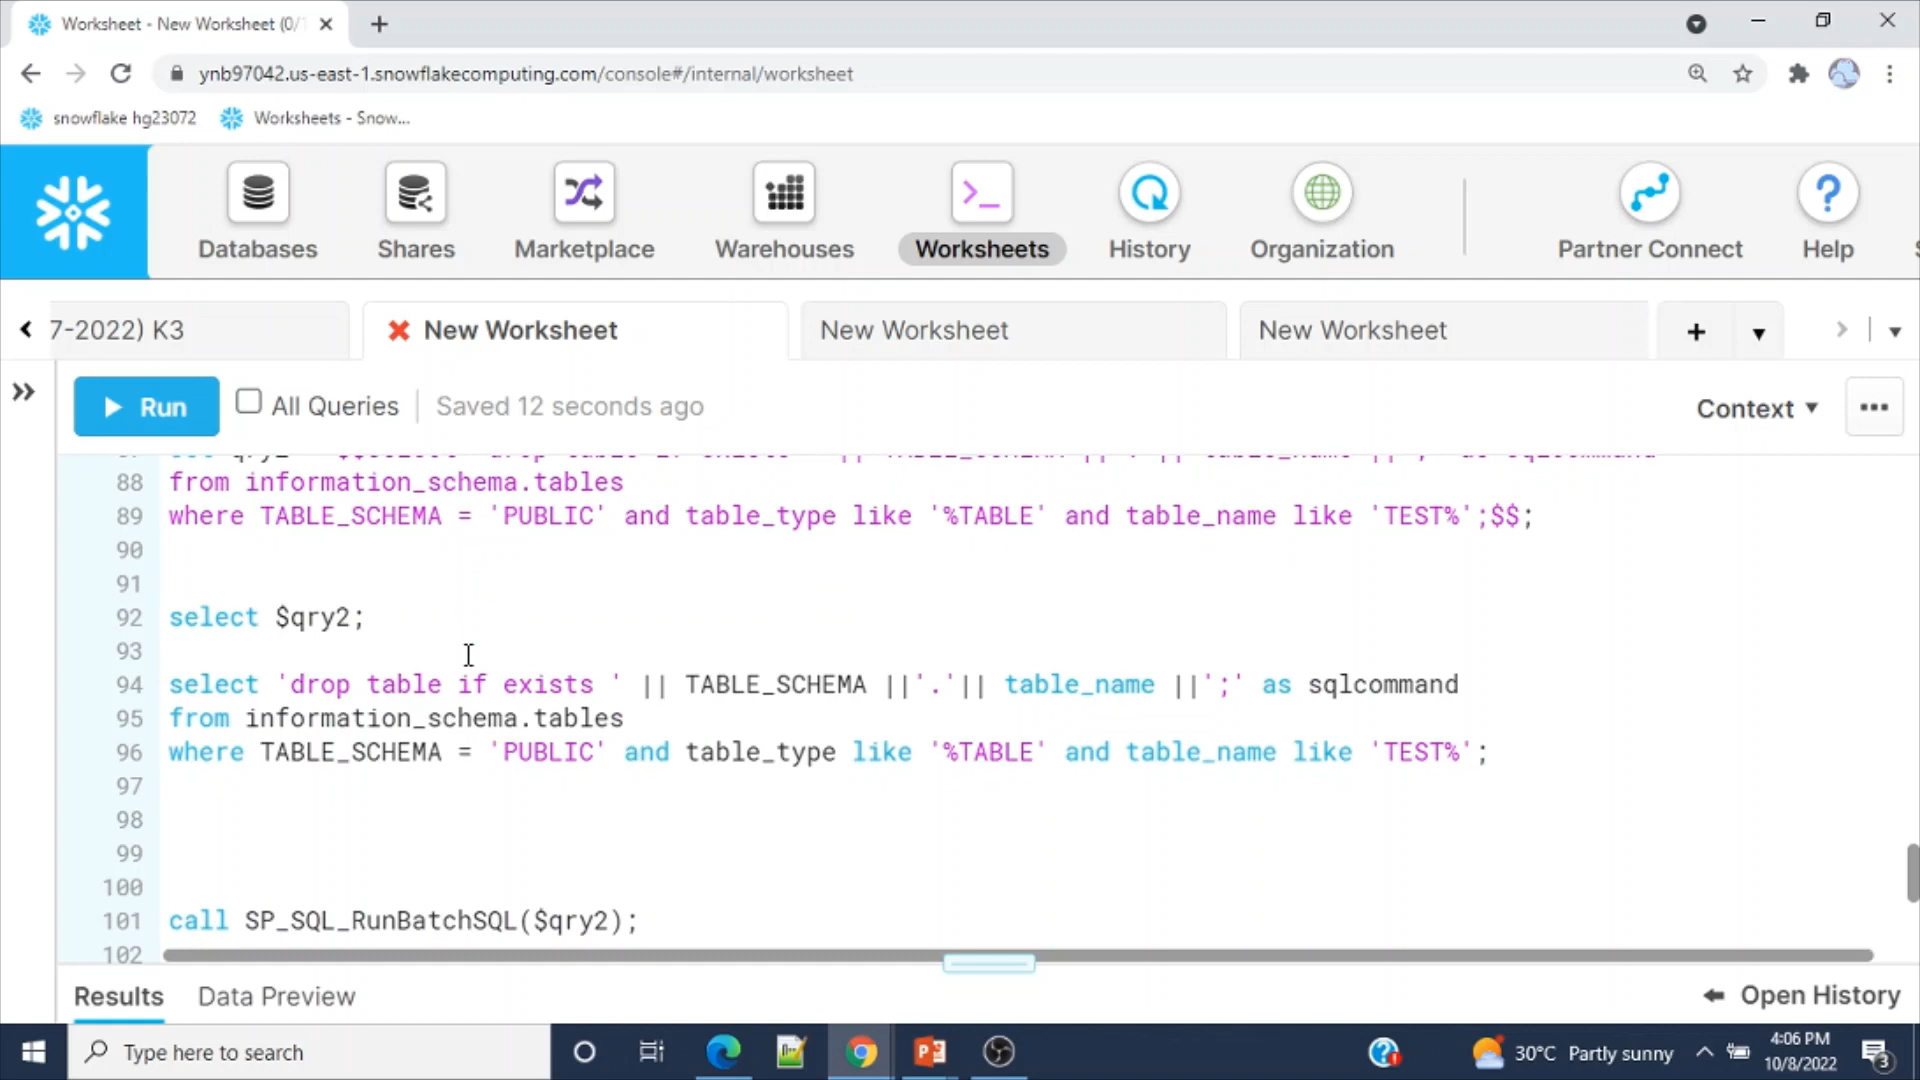 Worksheet - New Worksheet (0/
ynb97042.us-east-1.snowflakecomputing.com/console#/internal/worksheet
snowflake hg23072 Worksheets - Snow...
Databases Shares Marketplace Warehouses Worksheets History Organization Partner Connect Help
7-2022) K3 New Worksheet New Worksheet New Worksheet
Run All Queries Saved 12 seconds ago Context
88 from information_schema.tables
89 where TABLE_SCHEMA = 'PUBLIC' and table_type like '%TABLE' and table_name like 'TEST%';$$;
90
91
92 select $qry2;
93
94 select 'drop table if exists ' || TABLE_SCHEMA ||'.'|| table_name ||';' as sqlcommand
95 from information_schema.tables
96 where TABLE_SCHEMA = 'PUBLIC' and table_type like '%TABLE' and table_name like 'TEST%';
97
98
99
100
101 call SP_SQL_RunBatchSQL($qry2);
102
Results Data Preview Open History
Type here to search 30°C Partly sunny 4:06 PM
10/8/2022 3